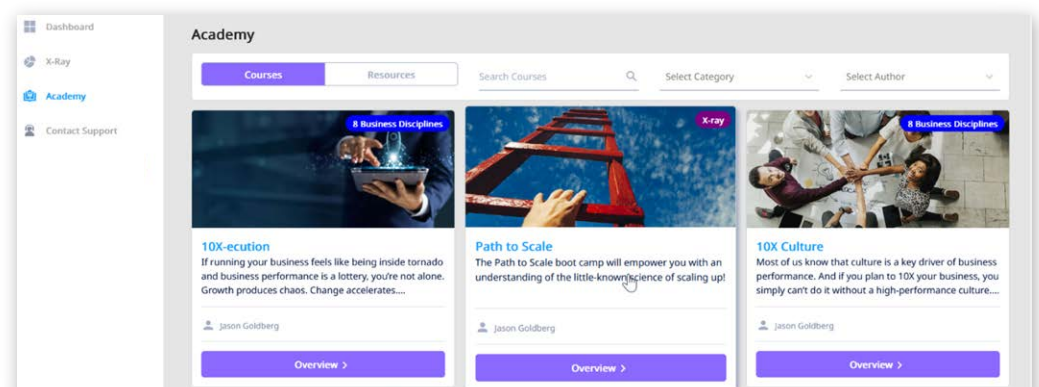 Dashboard
X-Ray
Academy
Contact Support
Academy
Courses
Resources
Search Courses
Select Category
Select Author
8 Business Disciplines
10X-ecution
If running your business feels like being inside tornado
and business performance is a lottery, you're not alone.
Growth produces chaos. Change accelerates....
Jason Goldberg
Overview >
X-ray
Path to Scale
The Path to Scale boot camp will empower you with an
understanding of the little-known science of scaling up!
Jason Goldberg
Overview >
8 Business Disciplines
10X Culture
Most of us know that culture is a key driver of business
performance. And if you plan to 10X your business, you
simply can't do it without a high-performance culture....
Jason Goldberg
Overview >